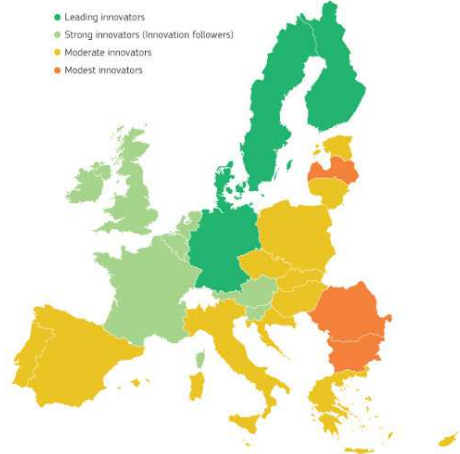 Leading innovators
Strong innovators (Innovation followers)
Moderate innovators
Modest innovators